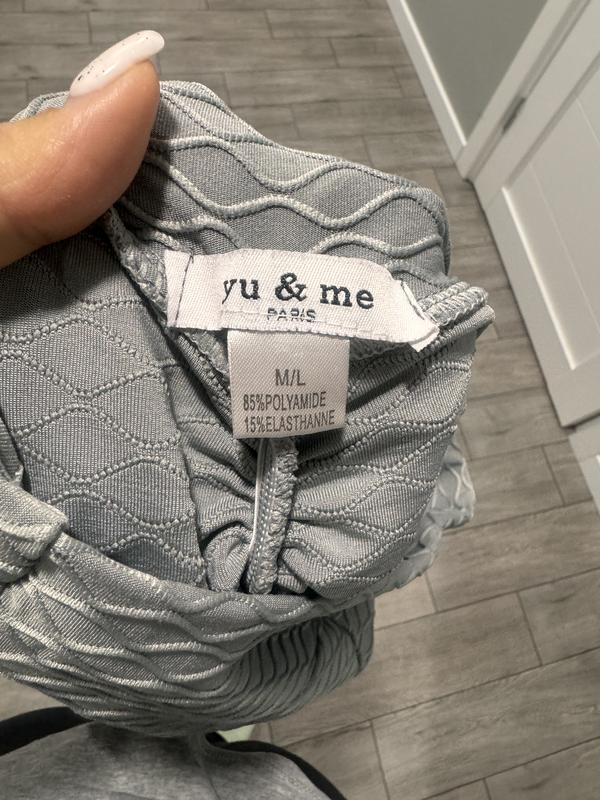 yu & me
PARIS
M/L
85%POLYAMIDE
15%ELASTHANNE